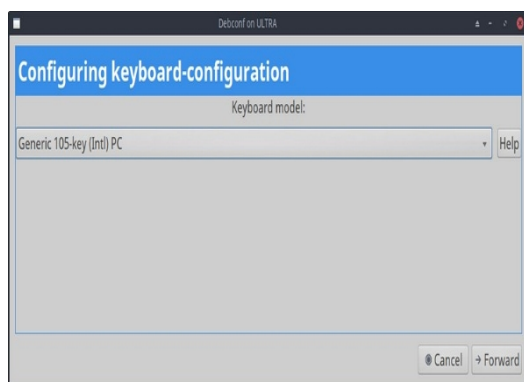 Debconf on ULTRA
Configuring keyboard-configuration
Keyboard model:
Generic 105-key (Intl) PC
Help
Cancel
Forward